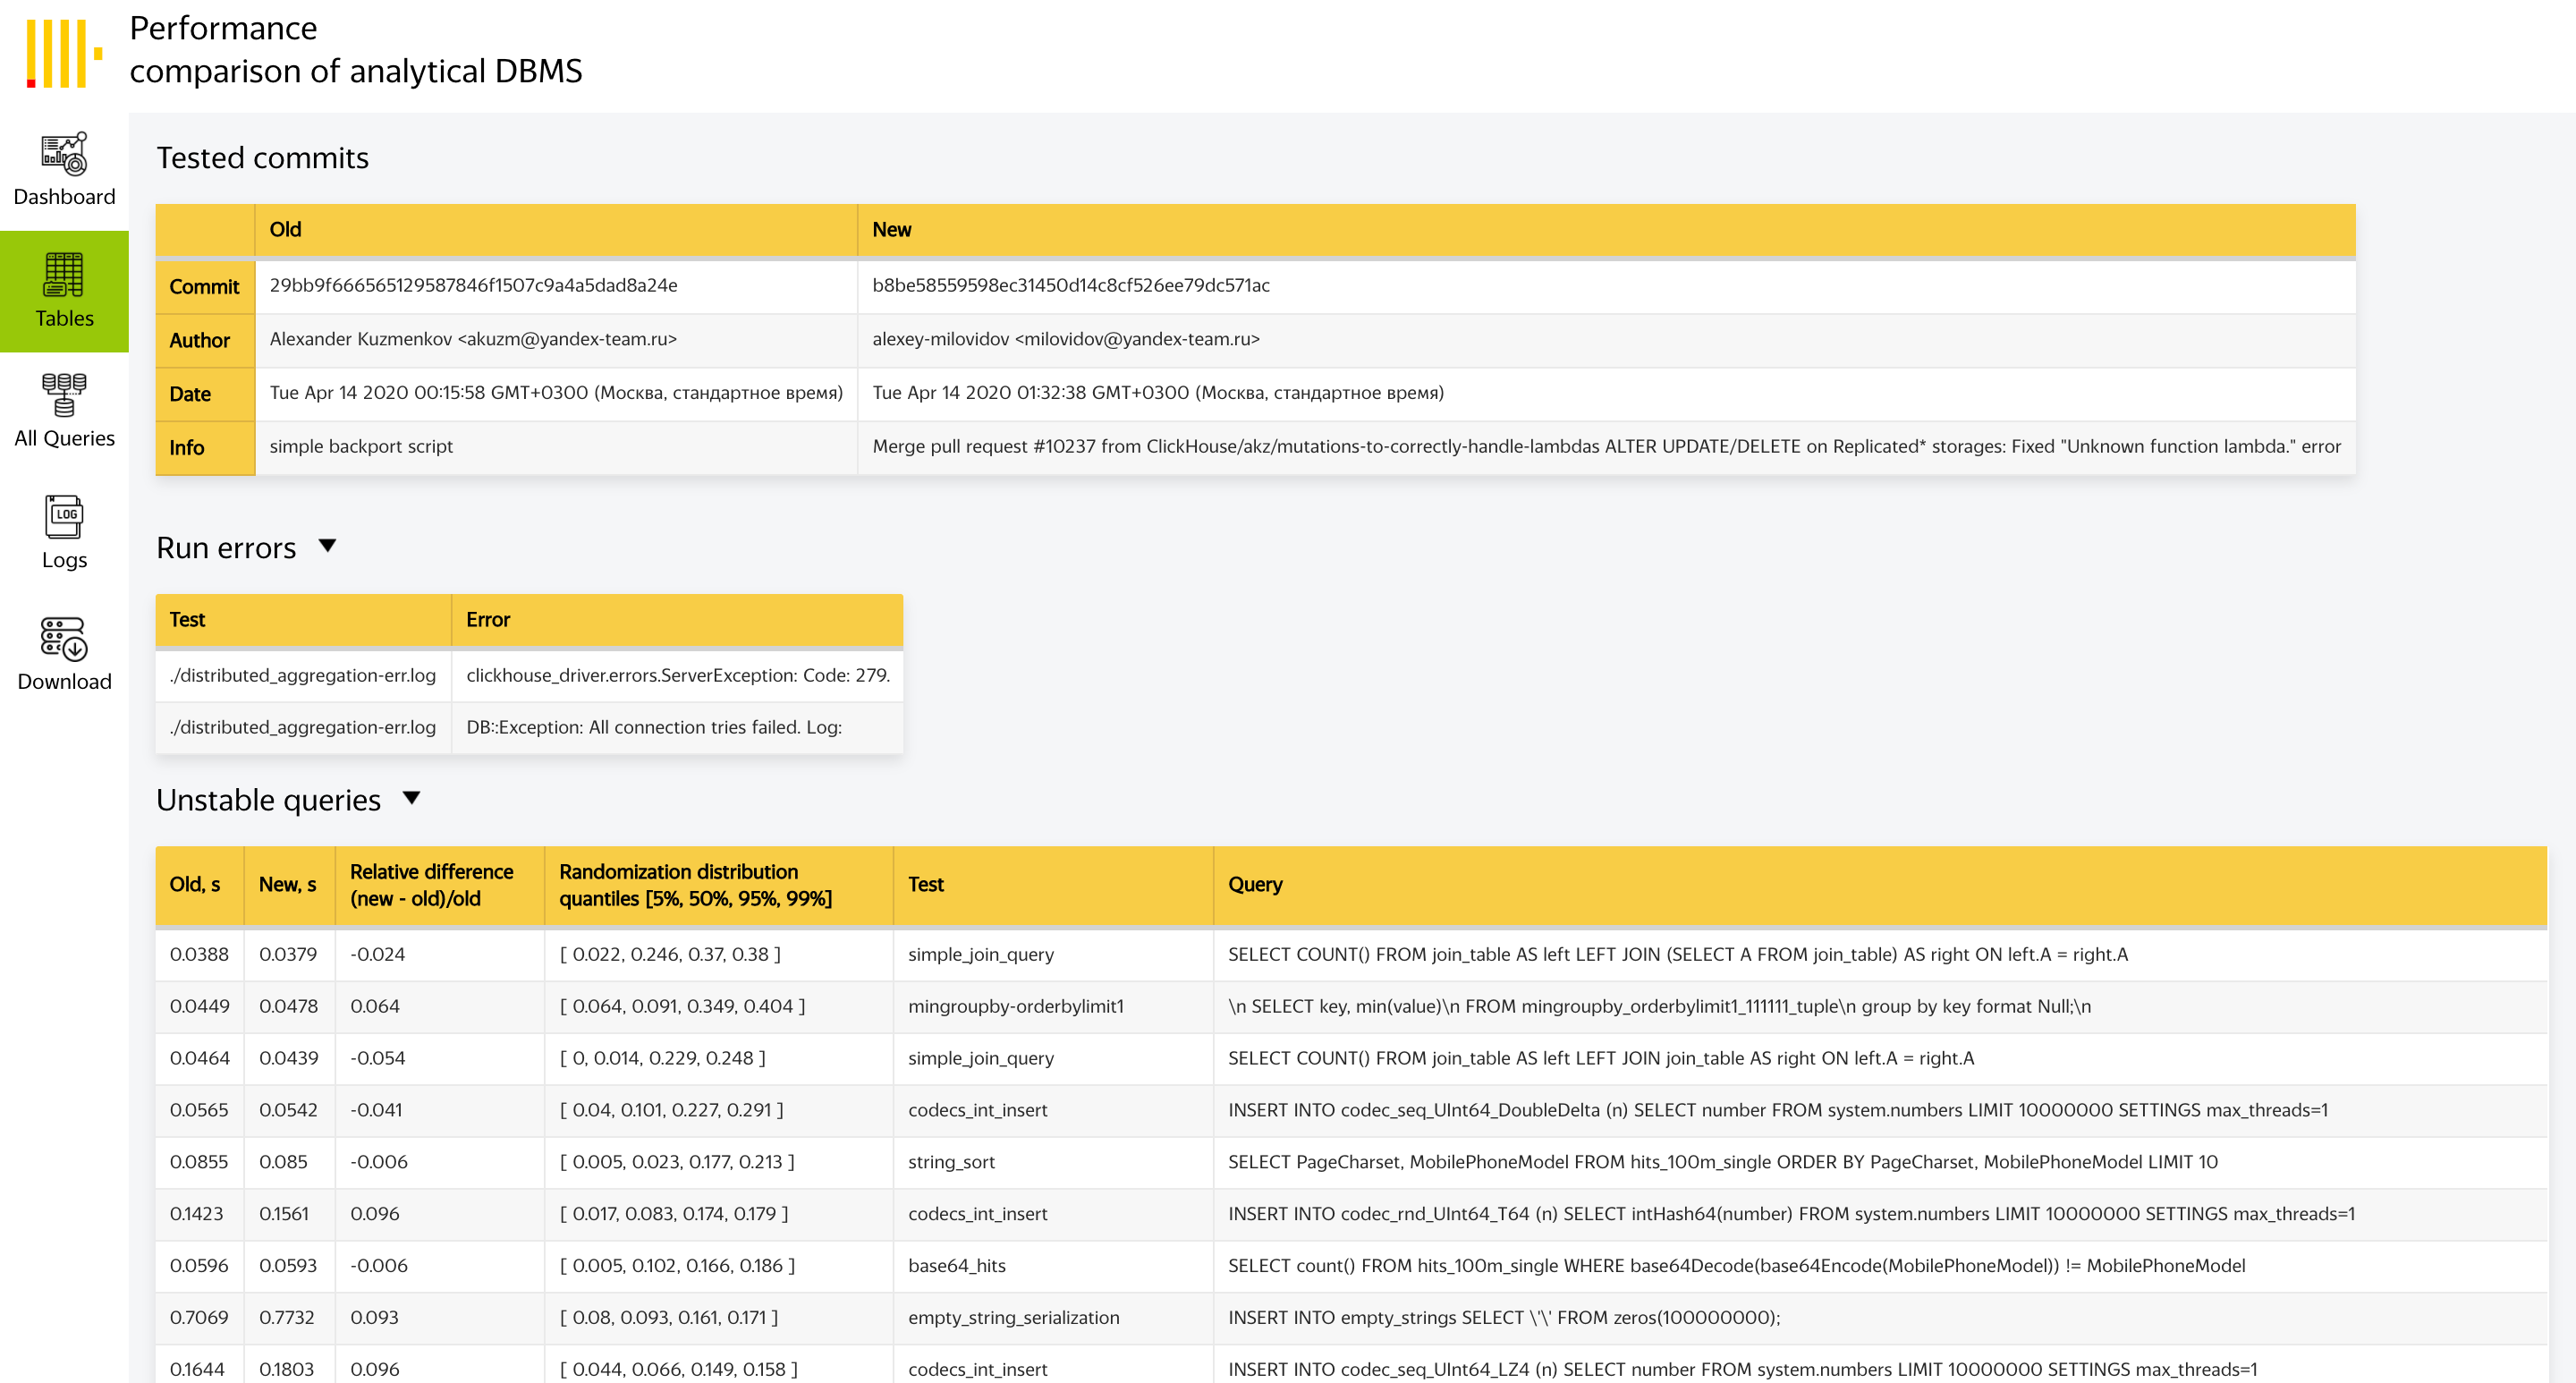 Performance
comparison of analytical DBMS
Dashboard
Tables
All Queries
LOG
Logs
Download
Tested commits
Old New
Commit 29bb9f666565129587846f1507c9a4a5dad8a24e b8be58559598ec31450d14c8cf526ee79dc571ac
Author Alexander Kuzmenkov <akuzm@yandex-team.ru> alexey-milovidov <milovidov@yandex-team.ru>
Date Tue Apr 14 2020 00:15:58 GMT+0300 (Москва, стандартное время) Tue Apr 14 2020 01:32:38 GMT+0300 (Москва, стандартное время)
Info simple backport script Merge pull request #10237 from ClickHouse/akz/mutations-to-correctly-handle-lambdas ALTER UPDATE/DELETE on Replicated* storages: Fixed "Unknown function lambda." error
Run errors ▼
Test Error
./distributed_aggregation-err.log clickhouse_driver.errors.ServerException: Code: 279.
./distributed_aggregation-err.log DB::Exception: All connection tries failed. Log:
Unstable queries ▼
Old, s New, s Relative difference (new - old)/old Randomization distribution quantiles [5%, 50%, 95%, 99%] Test Query
0.0388 0.0379 -0.024 [ 0.022, 0.246, 0.37, 0.38 ] simple_join_query SELECT COUNT() FROM join_table AS left LEFT JOIN (SELECT A FROM join_table) AS right ON left.A = right.A
0.0449 0.0478 0.064 [ 0.064, 0.091, 0.349, 0.404 ] mingroupby-orderbylimit1 \n SELECT key, min(value)\n FROM mingroupby_orderbylimit1_111111_tuple\n group by key format Null;\n
0.0464 0.0439 -0.054 [ 0, 0.014, 0.229, 0.248 ] simple_join_query SELECT COUNT() FROM join_table AS left LEFT JOIN join_table AS right ON left.A = right.A
0.0565 0.0542 -0.041 [ 0.04, 0.101, 0.227, 0.291 ] codecs_int_insert INSERT INTO codec_seq_UInt64_DoubleDelta (n) SELECT number FROM system.numbers LIMIT 10000000 SETTINGS max_threads=1
0.0855 0.085 -0.006 [ 0.005, 0.023, 0.177, 0.213 ] string_sort SELECT PageCharset, MobilePhoneModel FROM hits_100m_single ORDER BY PageCharset, MobilePhoneModel LIMIT 10
0.1423 0.1561 0.096 [ 0.017, 0.083, 0.174, 0.179 ] codecs_int_insert INSERT INTO codec_rnd_UInt64_T64 (n) SELECT intHash64(number) FROM system.numbers LIMIT 10000000 SETTINGS max_threads=1
0.0596 0.0593 -0.006 [ 0.005, 0.102, 0.166, 0.186 ] base64_hits SELECT count() FROM hits_100m_single WHERE base64Decode(base64Encode(MobilePhoneModel)) != MobilePhoneModel
0.7069 0.7732 0.093 [ 0.08, 0.093, 0.161, 0.171 ] empty_string_serialization INSERT INTO empty_strings SELECT \'\' FROM zeros(100000000);
0.1644 0.1803 0.096 [ 0.044, 0.066, 0.149, 0.158 ] codecs_int_insert INSERT INTO codec_seq_UInt64_LZ4 (n) SELECT number FROM system.numbers LIMIT 10000000 SETTINGS max_threads=1